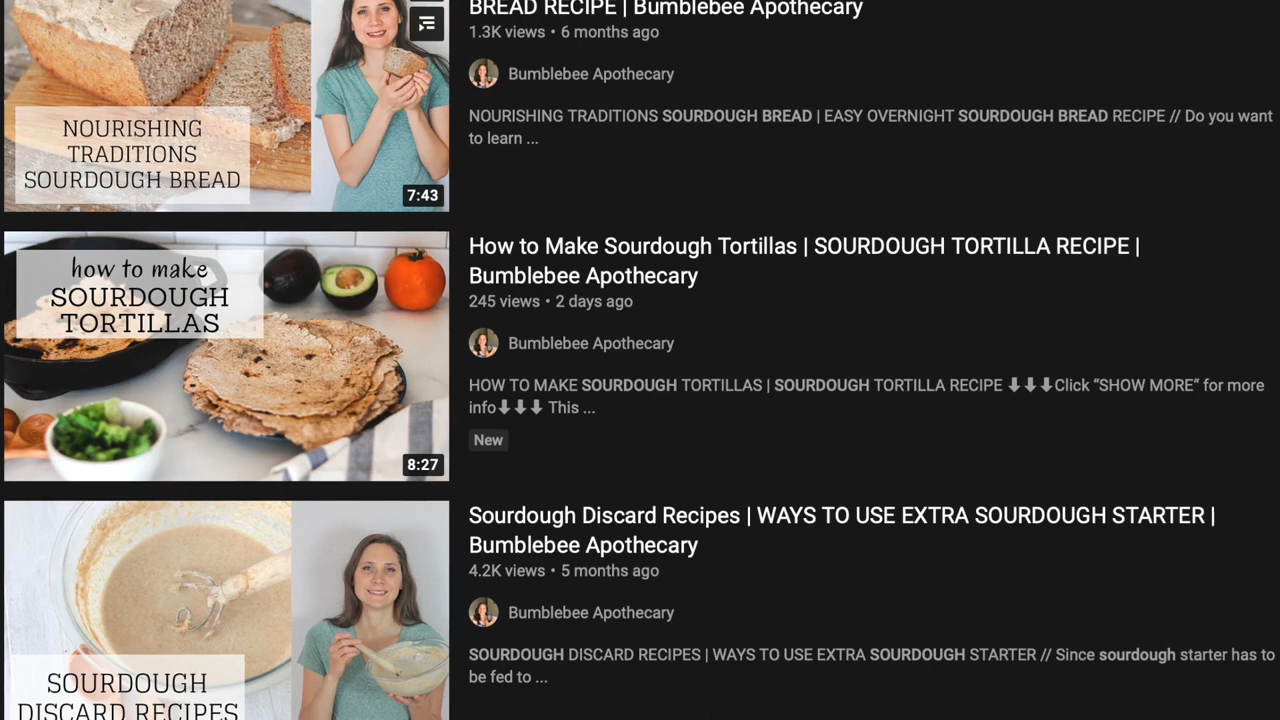 BREAD RECIPE | Bumblebee Apothecary
1.3K views • 6 months ago
Bumblebee Apothecary
NOURISHING TRADITIONS SOURDOUGH BREAD | EASY OVERNIGHT SOURDOUGH BREAD RECIPE // Do you want
to learn ...
NOURISHING
TRADITIONS
SOURDOUGH BREAD
7:43
how to make
SOURDOUGH
TORTILLAS
8:27
How to Make Sourdough Tortillas | SOURDOUGH TORTILLA RECIPE |
Bumblebee Apothecary
245 views • 2 days ago
Bumblebee Apothecary
HOW TO MAKE SOURDOUGH TORTILLAS | SOURDOUGH TORTILLA RECIPE ⬇⬇⬇Click “SHOW MORE“ for more
info⬇⬇⬇ This ...
New
Sourdough Discard Recipes | WAYS TO USE EXTRA SOURDOUGH STARTER |
Bumblebee Apothecary
4.2K views • 5 months ago
Bumblebee Apothecary
SOURDOUGH DISCARD RECIPES | WAYS TO USE EXTRA SOURDOUGH STARTER // Since sourdough starter has to
be fed to ...
SOURDOUGH
DISCARD RECIPES